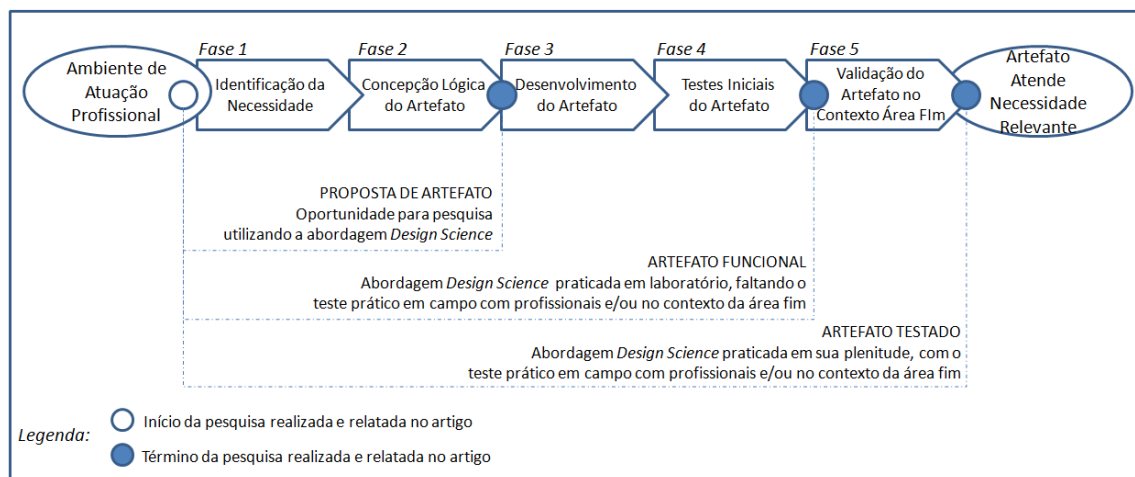 Fase 1
Fase 2
Fase 3
Fase 4
Fase 5
Ambiente de
Atuação
Profissional
Identificação da
Necessidade
Concepção Lógica
do Artefato
Desenvolvimento
do Artefato
Testes Iniciais
do Artefato
Validação do
Artefato no
Contexto Área FIm
Artefato
Atende
Necessidade
Relevante
PROPOSTA DE ARTEFATO
Oportunidade para pesquisa
utilizando a abordagem Design Science
ARTEFATO FUNCIONAL
Abordagem Design Science praticada em laboratório, faltando o
teste prático em campo com profissionais e/ou no contexto da área fim
ARTEFATO TESTADO
Abordagem Design Science praticada em sua plenitude, com o
teste prático em campo com profissionais e/ou no contexto da área fim
Legenda:
Início da pesquisa realizada e relatada no artigo
Término da pesquisa realizada e relatada no artigo